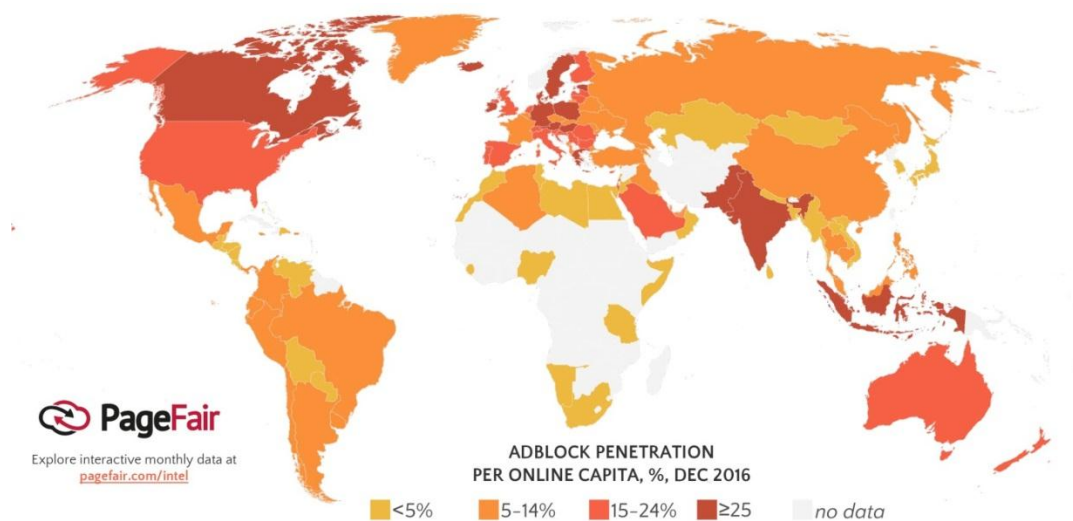 PageFair
Explore interactive monthly data at
pagefair.com/intel
ADBLOCK PENETRATION
PER ONLINE CAPITA, %, DEC 2016
<5%
5–14%
15–24%
≥25
no data